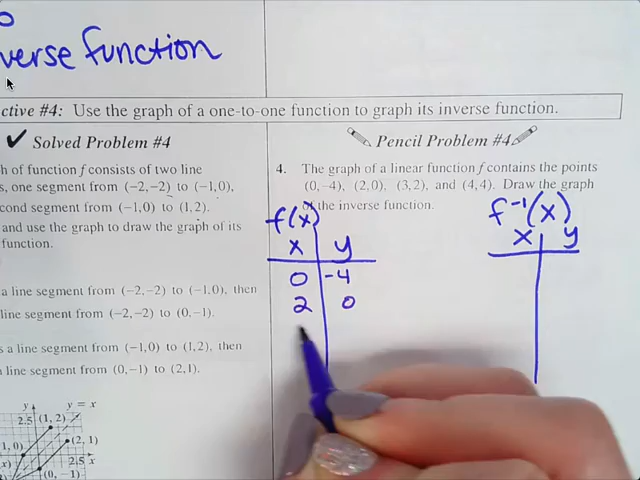 verse function
ctive #4: Use the graph of a one-to-one function to graph its inverse function.
✔ Solved Problem #4
h of function f consists of two line
s, one segment from (−2,−2) to (−1,0),
cond segment from (−1,0) to (1,2).
and use the graph to draw the graph of its
function.
a line segment from (−2,−2) to (−1,0), then
line segment from (−2,−2) to (0,−1).
s a line segment from (−1,0) to (1,2), then
a line segment from (0,−1) to (2,1).
y
y = x
2.5
(1, 2)
(2, 1)
1, 0)
2.5
x
(0, −1)
Pencil Problem #4
4. The graph of a linear function f contains the points
(0,−4), (2,0), (3,2), and (4,4). Draw the graph
the inverse function.
f(x)
x y
0 -4
2 0
f⁻¹(x)
x y